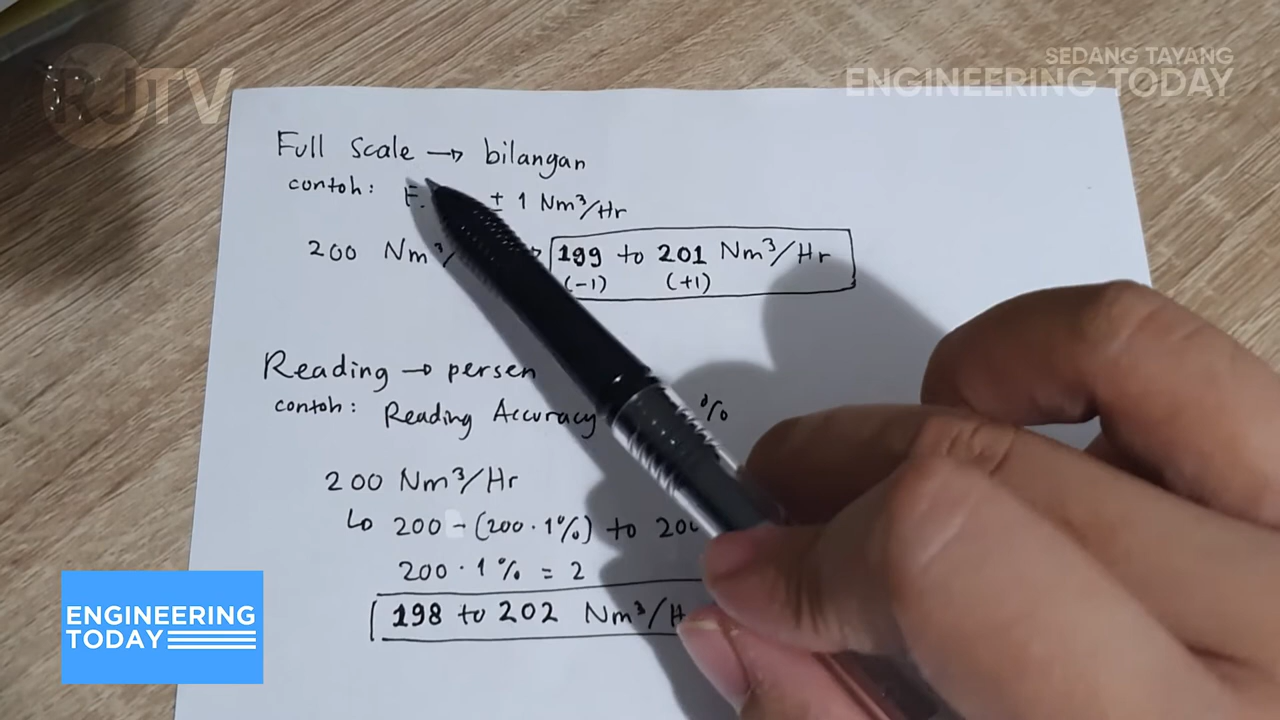 RJTV
SEDANG TAYANG
ENGINEERING TODAY
Full Scale → bilangan
contoh: F. ± 1 Nm³/Hr
200 Nm³/ 199 to 201 Nm³/Hr
(-1) (+1)
Reading → persen
contoh: Reading Accuracy %
200 Nm³/Hr
↳ 200 - (200 · 1%) to 200
200 · 1% = 2
198 to 202 Nm³/H
ENGINEERING
TODAY